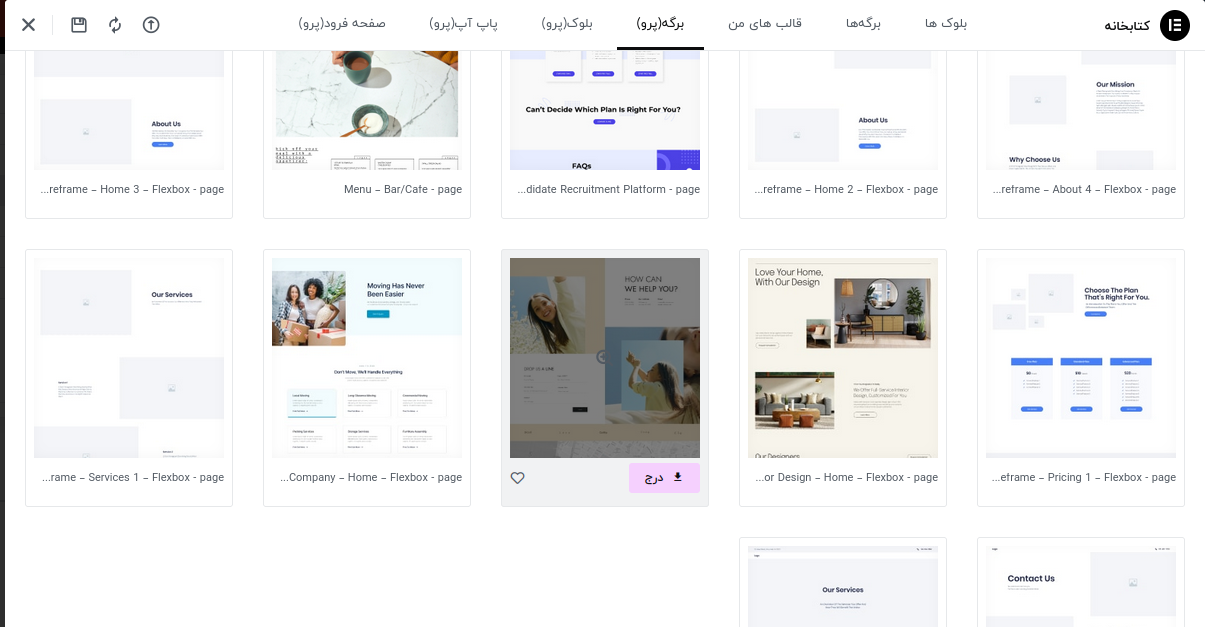 کتابخانه
بلوک ها
برگه‌ها
قالب های من
برگه(پرو)
بلوک(پرو)
پاپ آپ(پرو)
صفحه فرود(پرو)
Our Mission
Why Choose Us
...reframe – About 4 – Flexbox - page
About Us
...reframe – Home 2 – Flexbox - page
Can't Decide Which Plan Is Right For You?
FAQs
...didate Recruitment Platform - page
Menu – Bar/Cafe - page
About Us
...reframe – Home 3 – Flexbox - page
Choose The Plan
That's Right For You.
...eframe – Pricing 1 – Flexbox - page
Love Your Home,
With Our Design
Our Designers
...or Design – Home – Flexbox - page
HOW CAN
WE HELP YOU?
DROP US A LINE
درج
Moving Has Never
Been Easier
Don't Move, We'll Handle Everything
...Company – Home – Flexbox - page
Our Services
...rame – Services 1 – Flexbox - page
Contact Us
Our Services